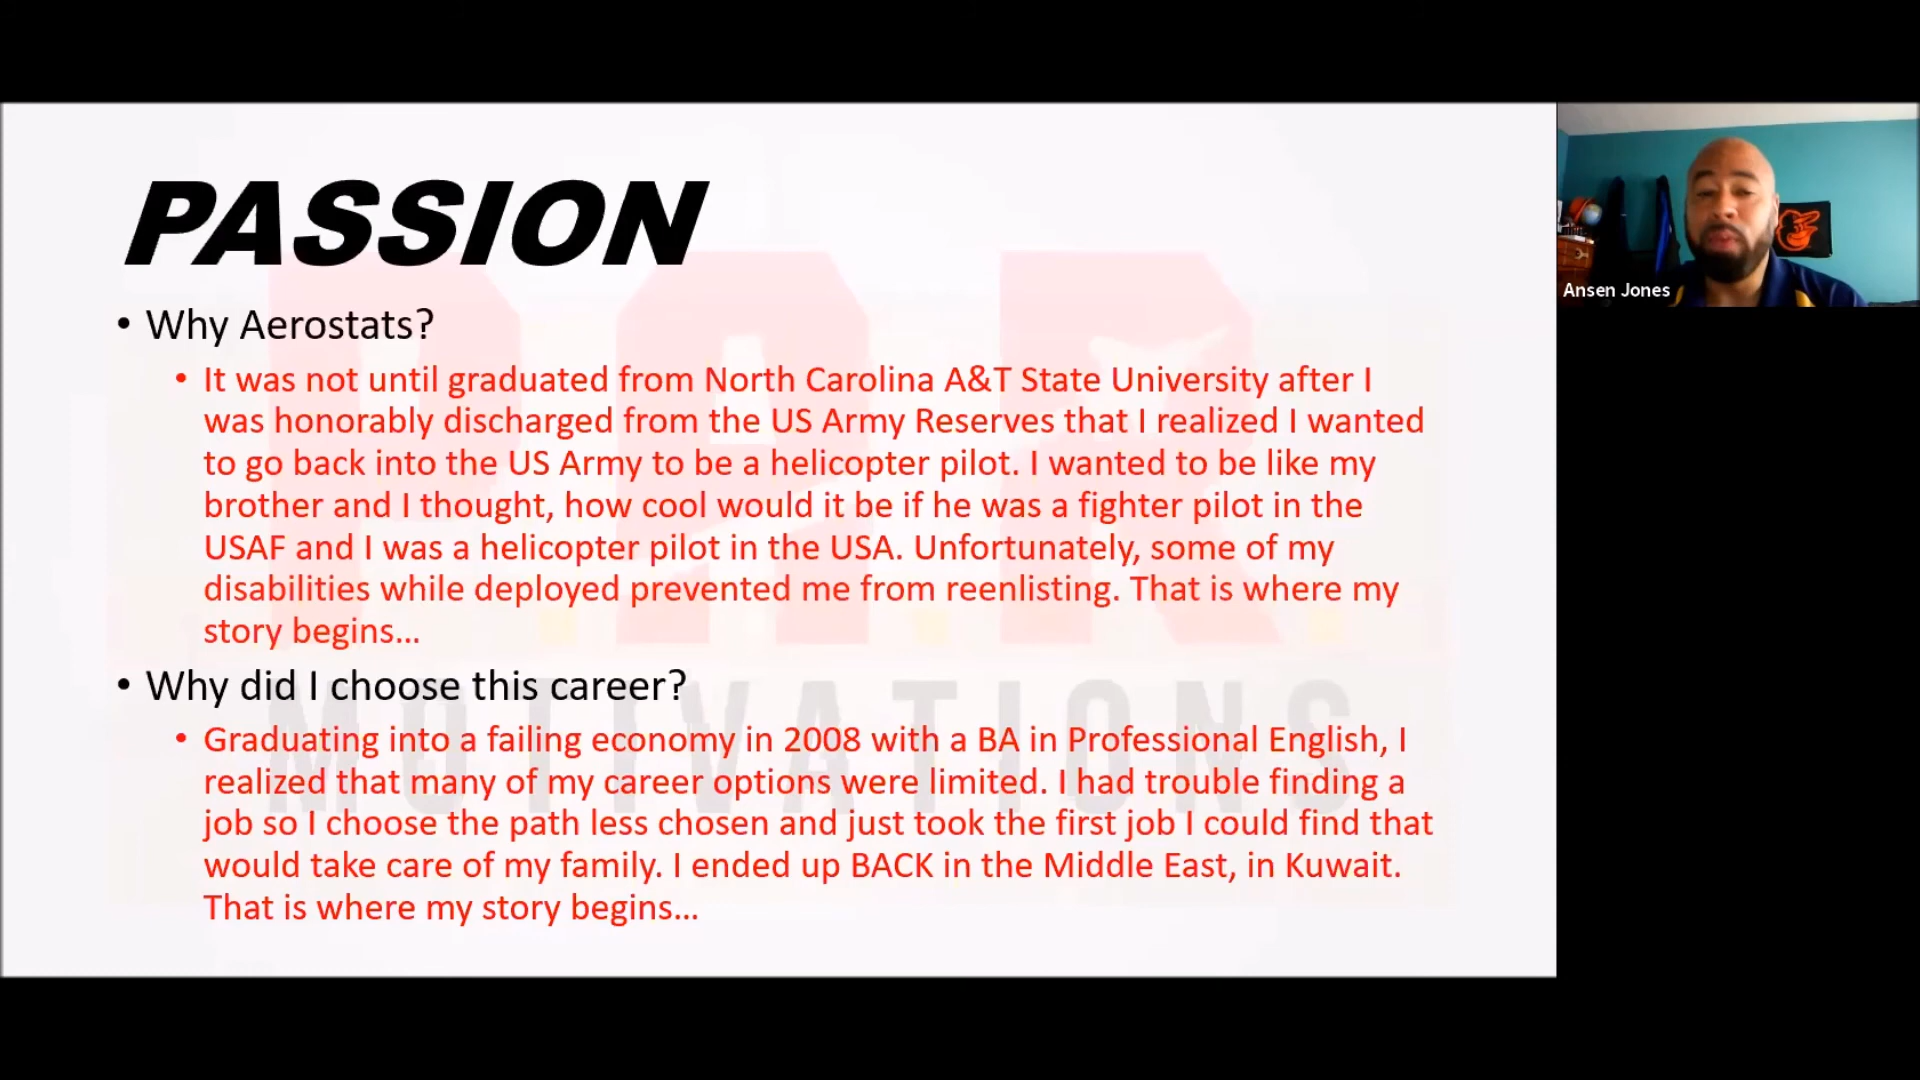 PASSION
• Why Aerostats?
• It was not until graduated from North Carolina A&T State University after I
was honorably discharged from the US Army Reserves that I realized I wanted
to go back into the US Army to be a helicopter pilot. I wanted to be like my
brother and I thought, how cool would it be if he was a fighter pilot in the
USAF and I was a helicopter pilot in the USA. Unfortunately, some of my
disabilities while deployed prevented me from reenlisting. That is where my
story begins...
• Why did I choose this career?
• Graduating into a failing economy in 2008 with a BA in Professional English, I
realized that many of my career options were limited. I had trouble finding a
job so I choose the path less chosen and just took the first job I could find that
would take care of my family. I ended up BACK in the Middle East, in Kuwait.
That is where my story begins...
P.A.R.
MOTIVATIONS
Ansen Jones